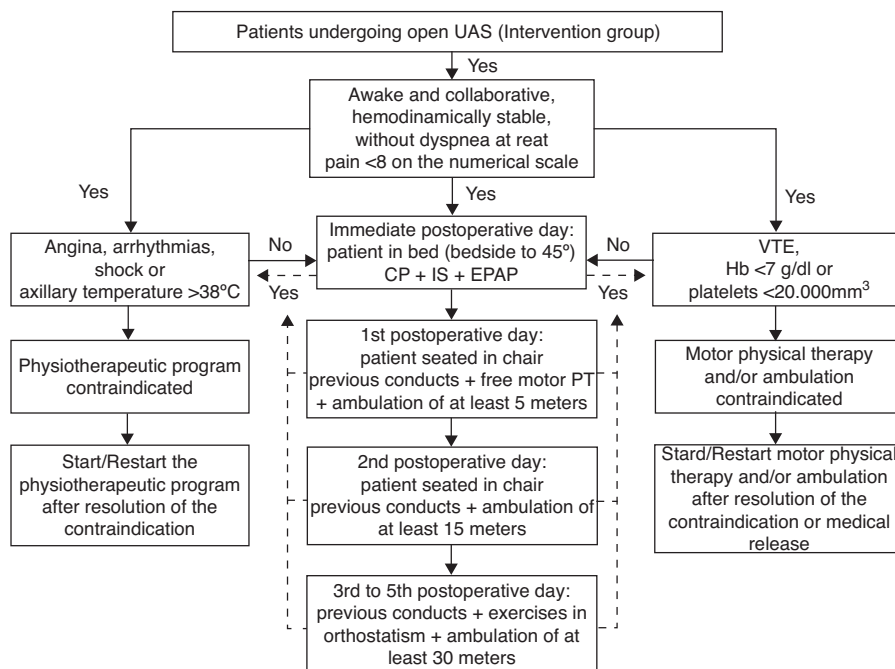 Patients undergoing open UAS (Intervention group)
Yes
Awake and collaborative,
hemodinamically stable,
without dyspnea at reat
pain <8 on the numerical scale
Yes
Yes
Yes
Angina, arrhythmias,
shock or
axillary temperature >38ºC
No
Yes
Immediate postoperative day:
patient in bed (bedside to 45º)
CP + IS + EPAP
No
Yes
VTE,
Hb <7 g/dl or
platelets <20.000mm³
Physiotherapeutic program
contraindicated
1st postoperative day:
patient seated in chair
previous conducts + free motor PT
+ ambulation of at least 5 meters
Motor physical therapy
and/or ambulation
contraindicated
Start/Restart the
physiotherapeutic program
after resolution of the
contraindication
2nd postoperative day:
patient seated in chair
previous conducts + ambulation of
at least 15 meters
Stard/Restart motor physical
therapy and/or ambulation
after resolution of the
contraindication or medical
release
3rd to 5th postoperative day:
previous conducts + exercises in
orthostatism + ambulation of at
least 30 meters